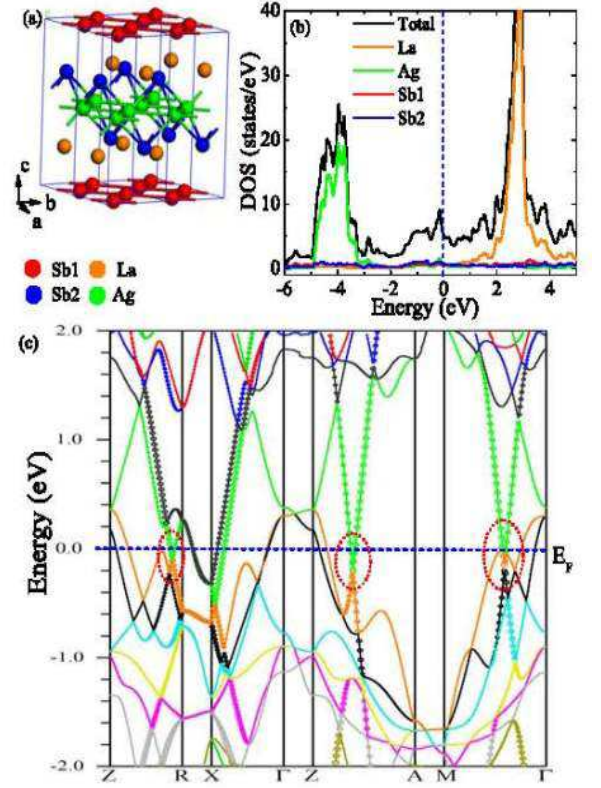 (a)
c
b
a
Sb1
La
Sb2
Ag
(b)
Total
La
Ag
Sb1
Sb2
DOS (states/eV)
40
30
20
10
0
-6 -4 -2 0 2 4
Energy (eV)
(c)
Energy (eV)
2.0
1.0
0.0
-1.0
-2.0
E_F
Z R X Γ Z A M Γ